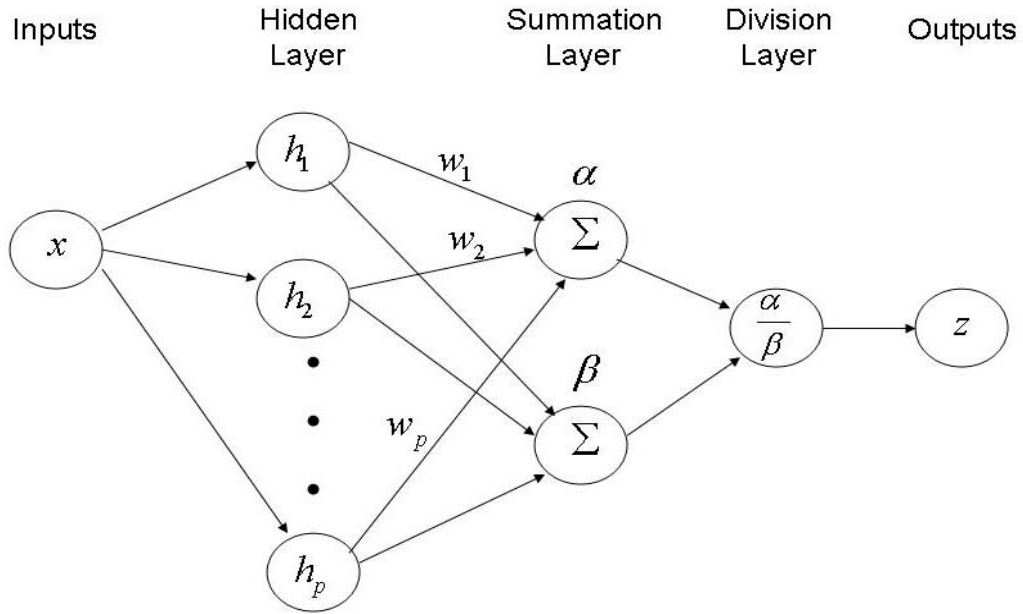 Inputs
Hidden
Layer
Summation
Layer
Division
Layer
Outputs
h₁
w₁
α
x
w₂
Σ
h₂
α
β
z
β
wₚ
Σ
hₚ